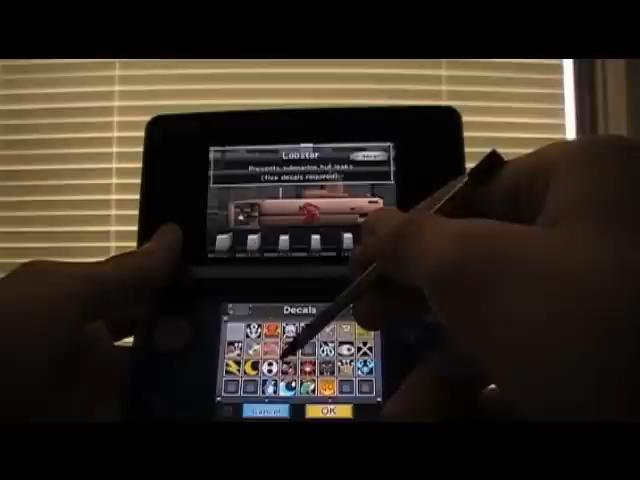 Lobster
Prevents submarine hull leaks
(five decals required).
Decals
Cancel
OK